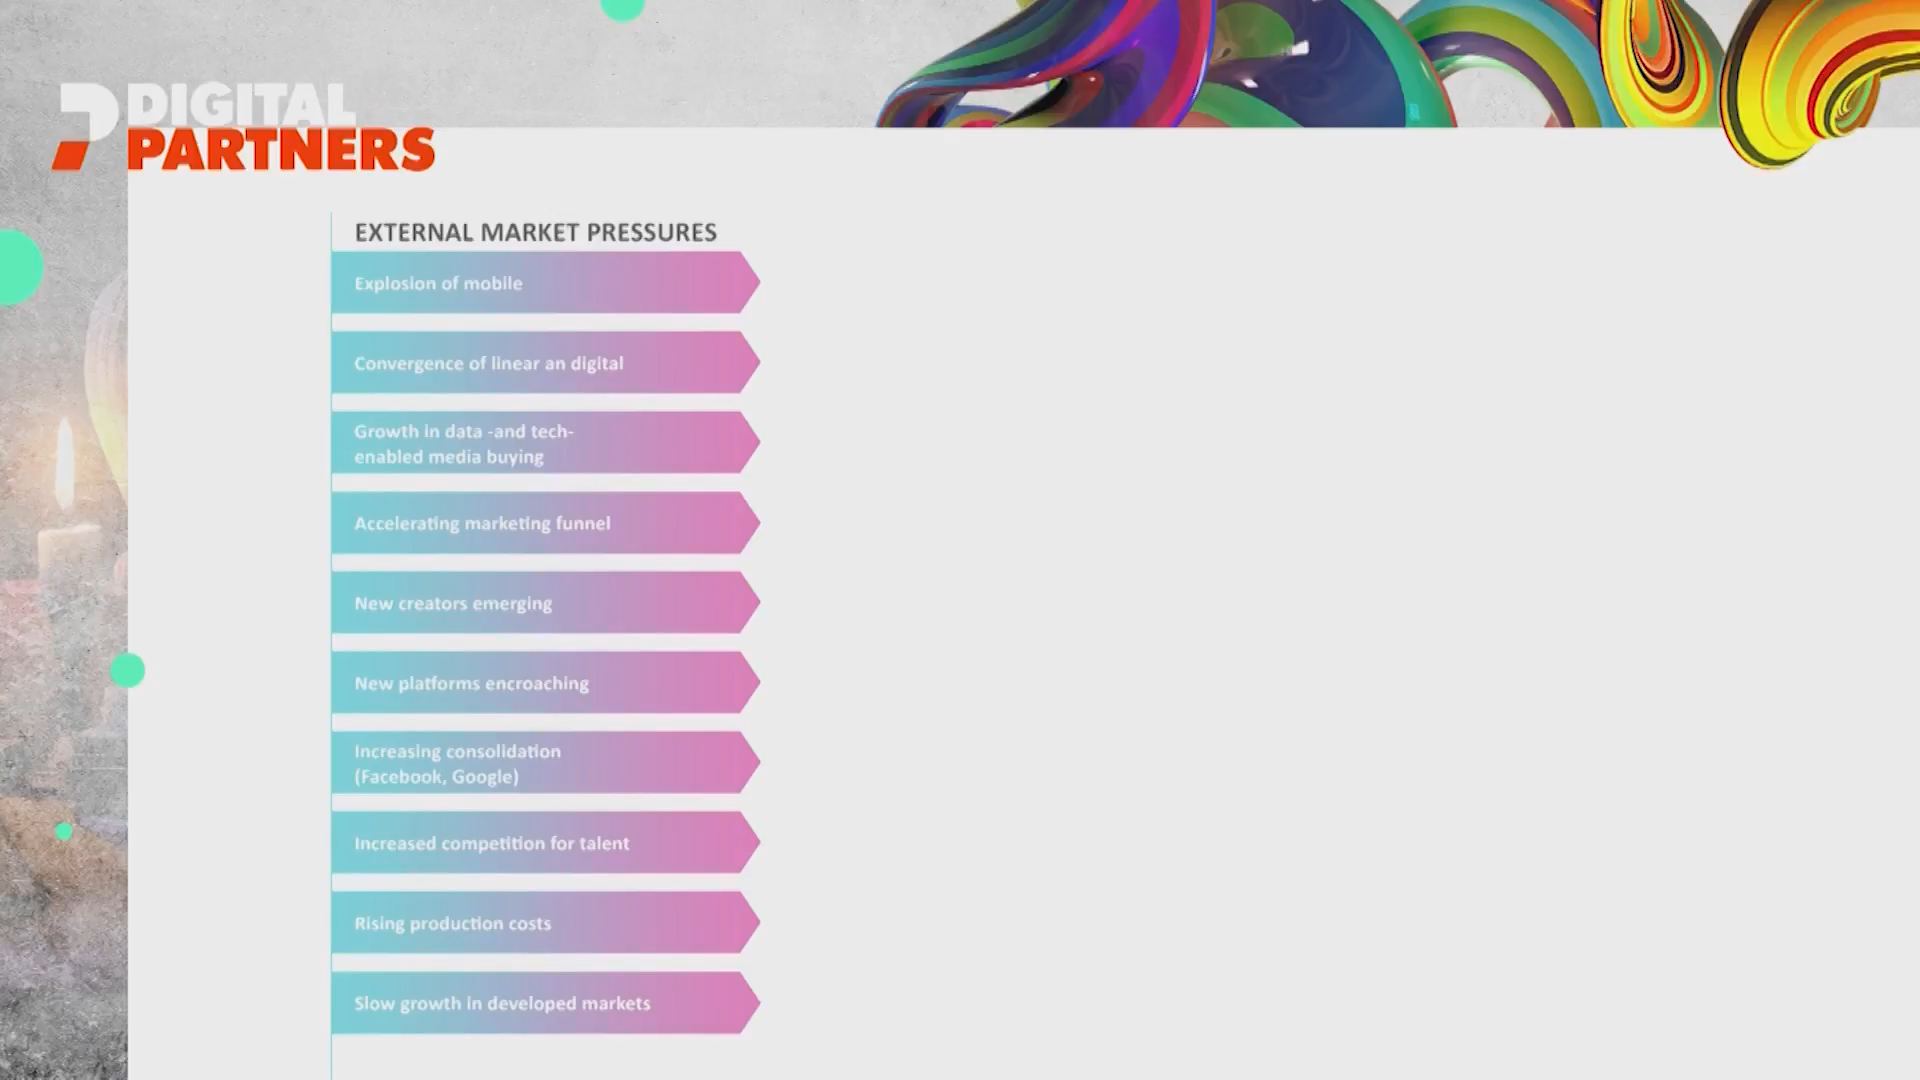 DIGITAL
PARTNERS
EXTERNAL MARKET PRESSURES
Explosion of mobile
Convergence of linear an digital
Growth in data -and tech-
enabled media buying
Accelerating marketing funnel
New creators emerging
New platforms encroaching
Increasing consolidation
(Facebook, Google)
Increased competition for talent
Rising production costs
Slow growth in developed markets